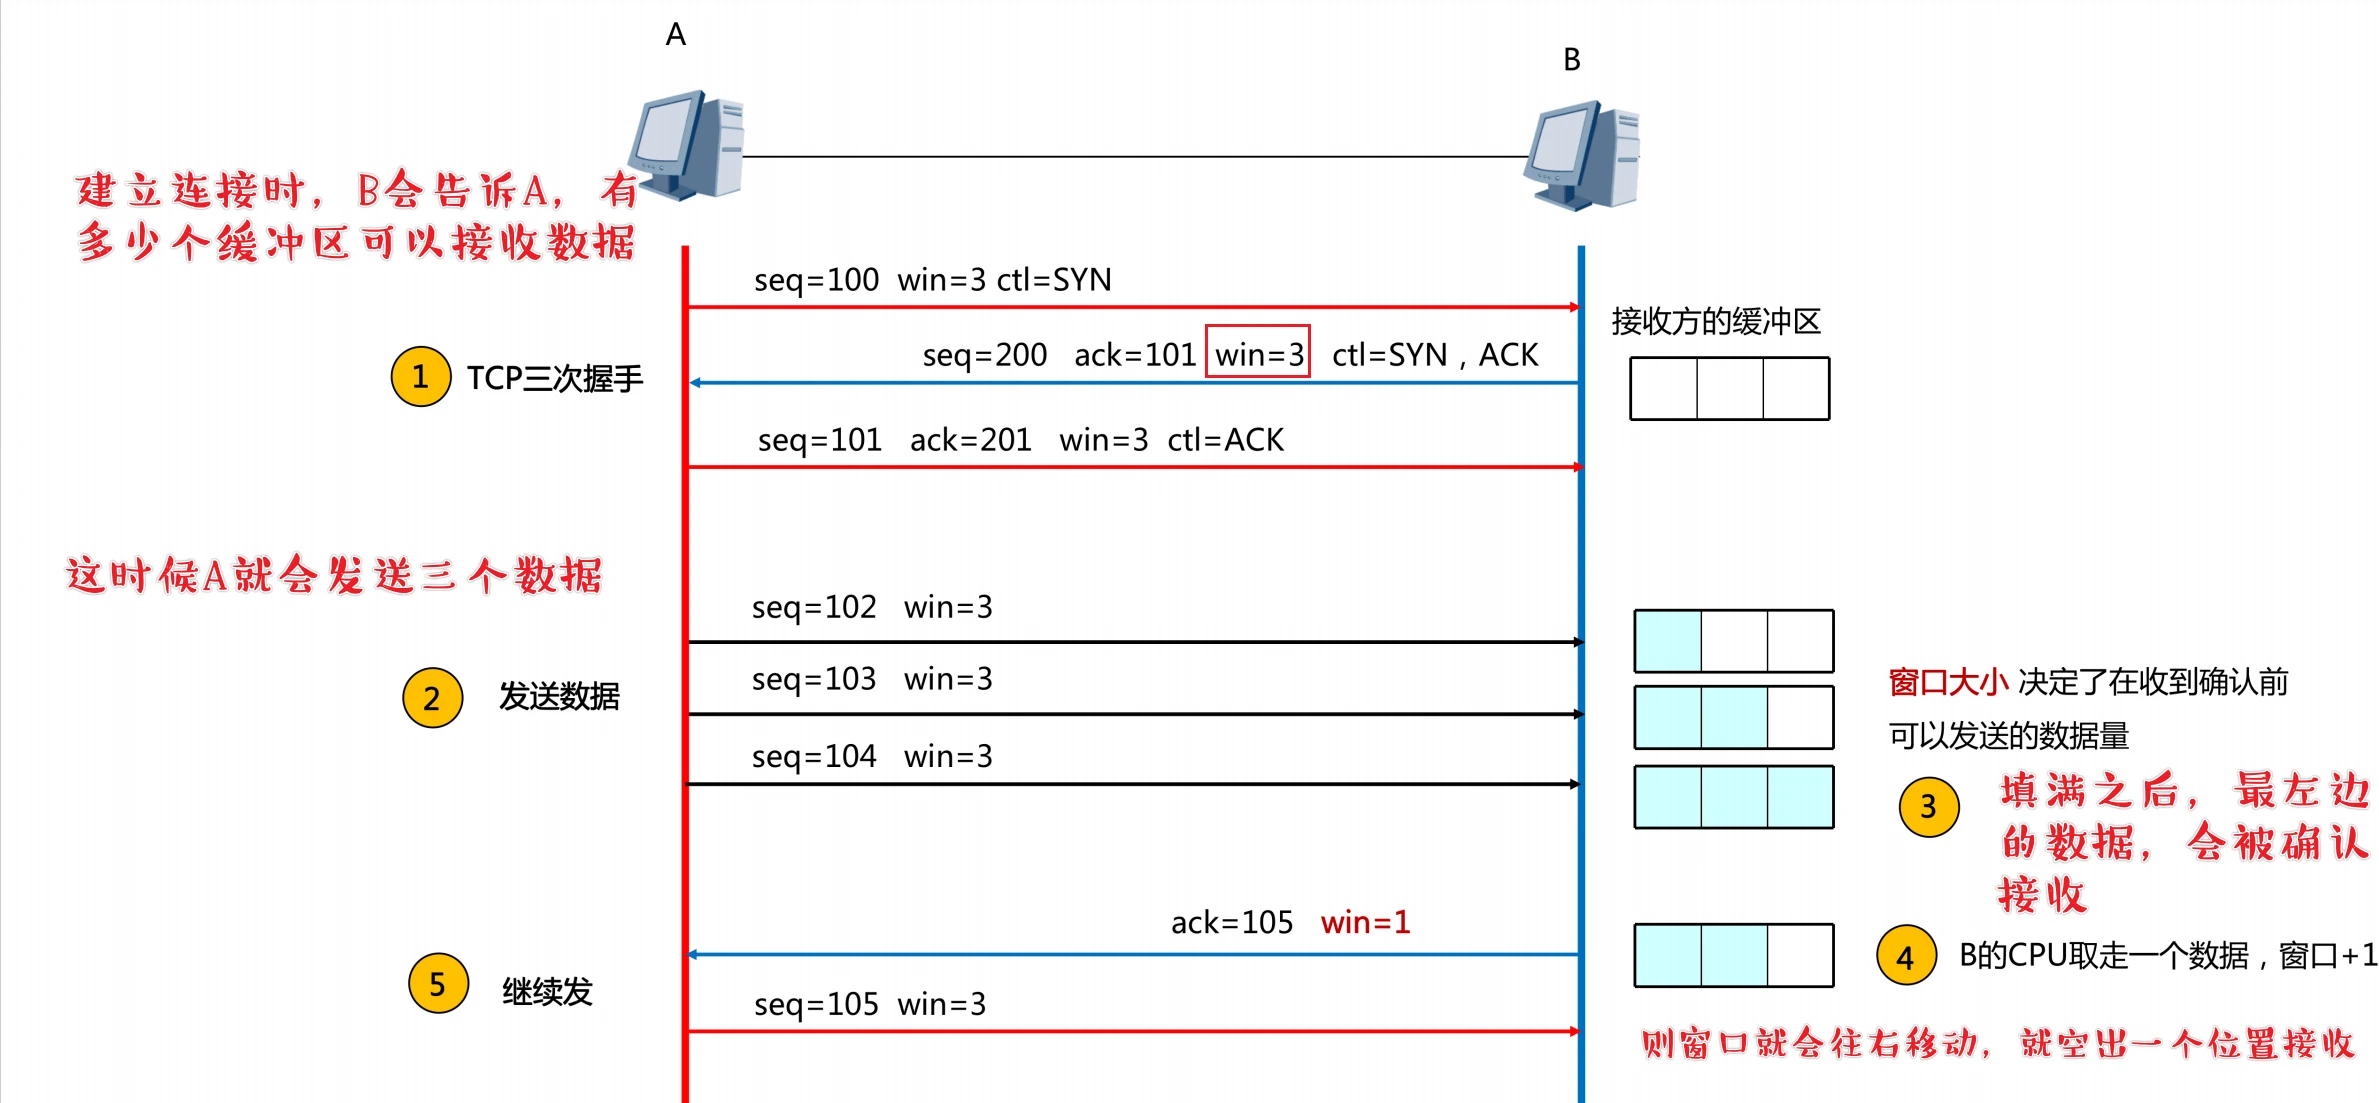 A
B
建立连接时，B会告诉A，有
多少个缓冲区可以接收数据
seq=100 win=3 ctl=SYN
接收方的缓冲区
seq=200 ack=101 win=3 ctl=SYN，ACK
1 TCP三次握手
seq=101 ack=201 win=3 ctl=ACK
这时候A就会发送三个数据
seq=102 win=3
seq=103 win=3
2 发送数据
窗口大小 决定了在收到确认前
可以发送的数据量
seq=104 win=3
3 填满之后，最左边
的数据，会被确认
接收
ack=105 win=1
4 B的CPU取走一个数据，窗口+1
5 继续发
seq=105 win=3
则窗口就会往右移动，就空出一个位置接收